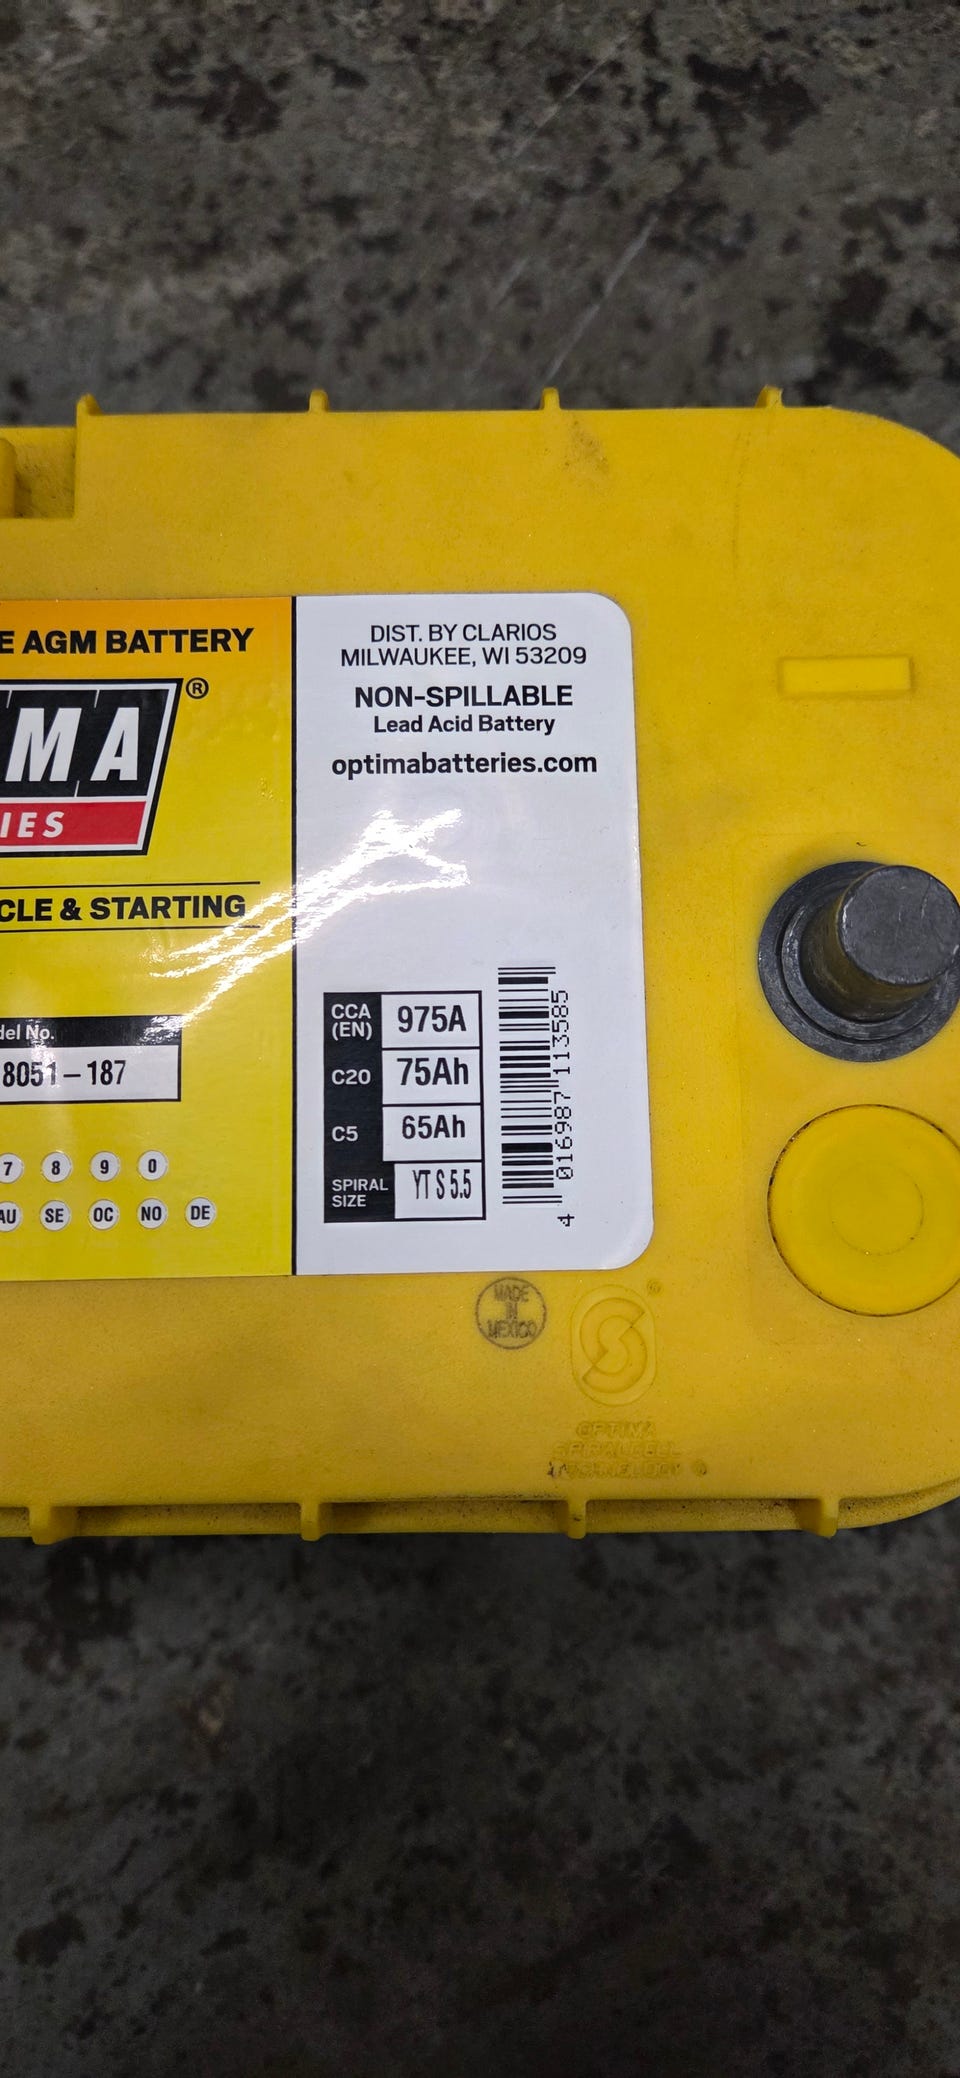 E AGM BATTERY
MA®
IES
CLE & STARTING
del No.
8051-187
7 8 9 0
AU SE OC NO DE
DIST. BY CLARIOS
MILWAUKEE, WI 53209
NON-SPILLABLE
Lead Acid Battery
optimabatteries.com
CCA (EN) 975A
C20 75Ah
C5 65Ah
SPIRAL SIZE YT S 5.5
4 016987 113585
MADE
IN
MEXICO
S®
OPTIMA
SPIRALCELL
TECHNOLOGY ®